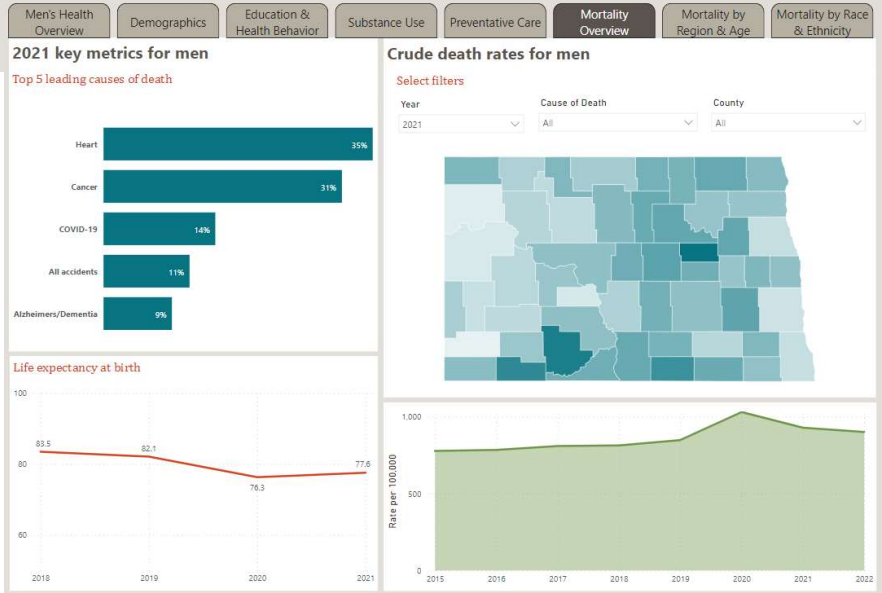 Men's Health
Overview
Demographics
Education &
Health Behavior
Substance Use
Preventative Care
Mortality
Overview
Mortality by
Region & Age
Mortality by Race
& Ethnicity
2021 key metrics for men
Top 5 leading causes of death
Heart
35%
Cancer
31%
COVID-19
14%
All accidents
11%
Alzheimers/Dementia
9%
Life expectancy at birth
100
80
60
83.5
82.1
76.3
77.6
2018
2019
2020
2021
Crude death rates for men
Select filters
Year
2021
Cause of Death
All
County
All
Rate per 100,000
1,000
500
0
2015
2016
2017
2018
2019
2020
2021
2022